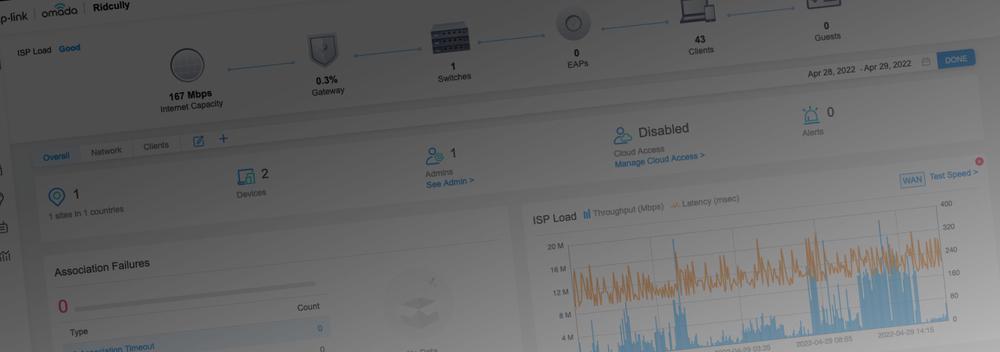 p-link omada Ridcully
ISP Load Good
167 Mbps
Internet Capacity
0.3%
Gateway
1
Switches
0
EAPs
43
Clients
0
Guests
Apr 28, 2022 - Apr 29, 2022 DONE
Overall Network Clients
1
1 sites in 1 countries
2
Devices
1
Admins
See Admin >
Disabled
Cloud Access
Manage Cloud Access >
0
Alerts
Association Failures
0
Type Count
Association Timeout 0
0
No Data
ISP Load Throughput (Mbps) Latency (msec) WAN Test Speed >
20 M
16 M
12 M
8 M
4 M
400
320
240
160
80
0
2022-04-29 03:35
2022-04-29 08:55
2022-04-29 14:15